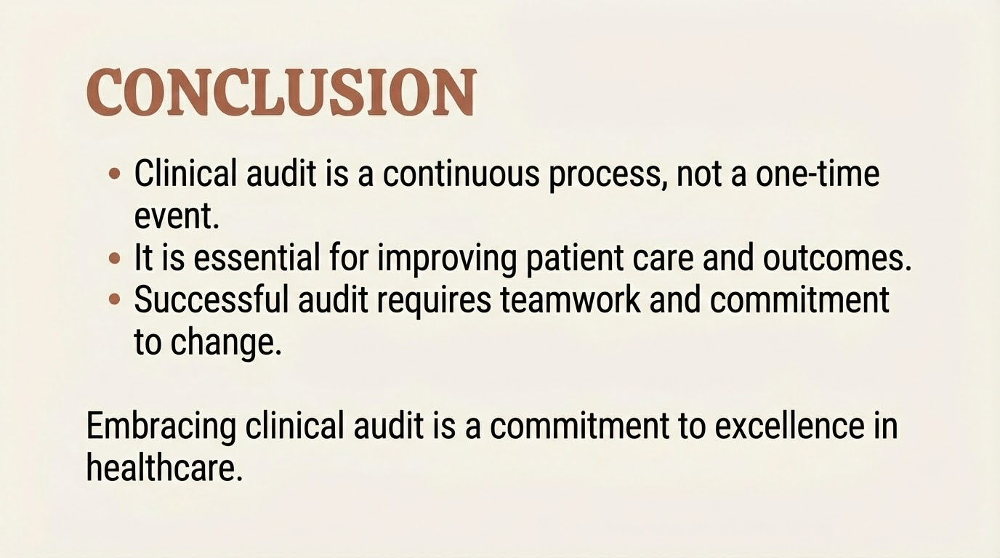 CONCLUSION
• Clinical audit is a continuous process, not a one-time
event.
• It is essential for improving patient care and outcomes.
• Successful audit requires teamwork and commitment
to change.
Embracing clinical audit is a commitment to excellence in
healthcare.